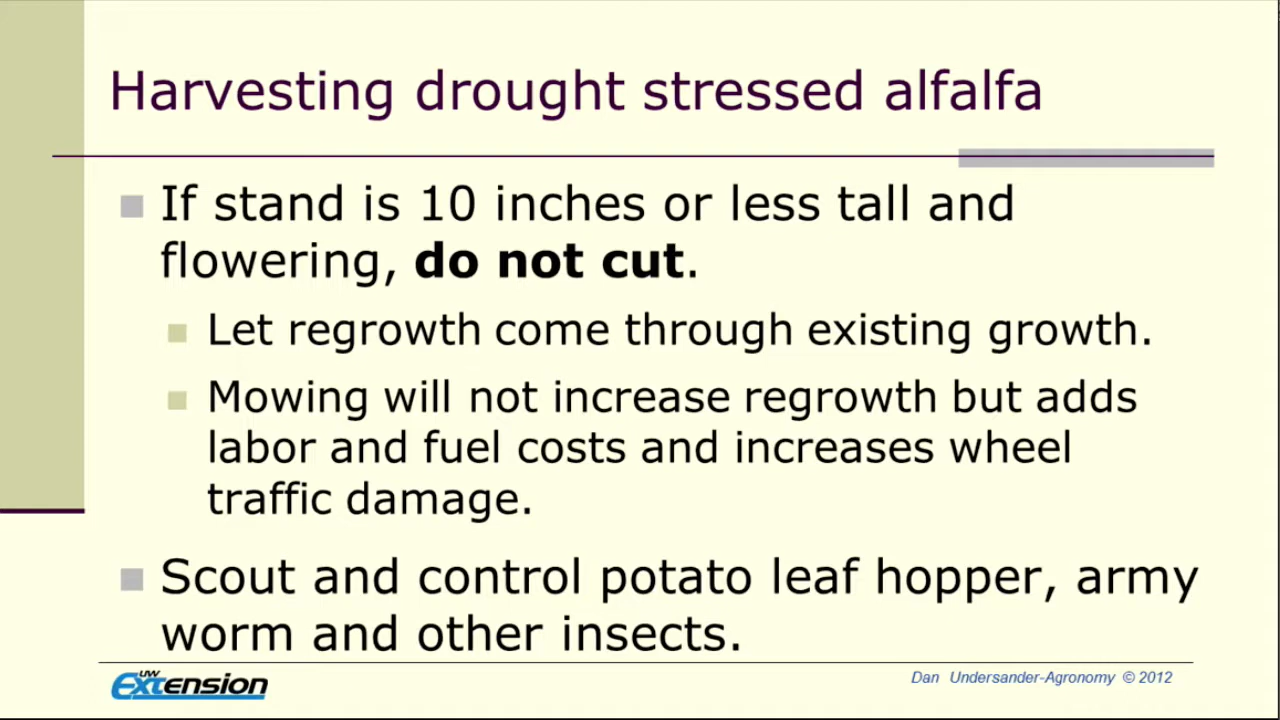 Harvesting drought stressed alfalfa
If stand is 10 inches or less tall and
flowering, do not cut.
Let regrowth come through existing growth.
Mowing will not increase regrowth but adds
labor and fuel costs and increases wheel
traffic damage.
Scout and control potato leaf hopper, army
worm and other insects.
UW
Extension
Dan Undersander-Agronomy © 2012